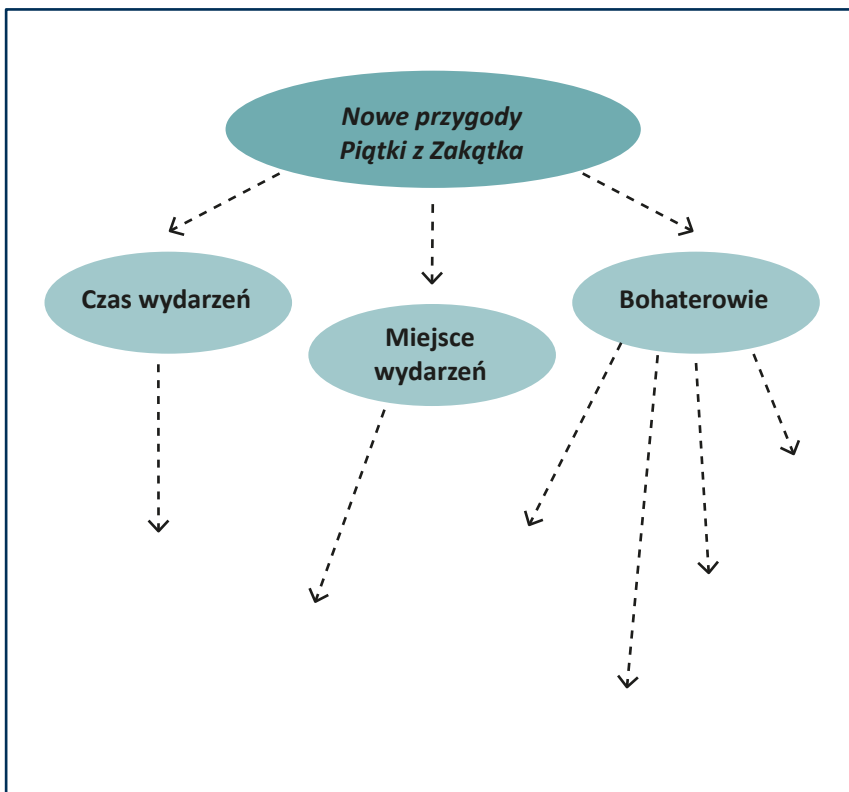 Nowe przygody
Piątki z Zakątka
Czas wydarzeń
Miejsce
wydarzeń
Bohaterowie